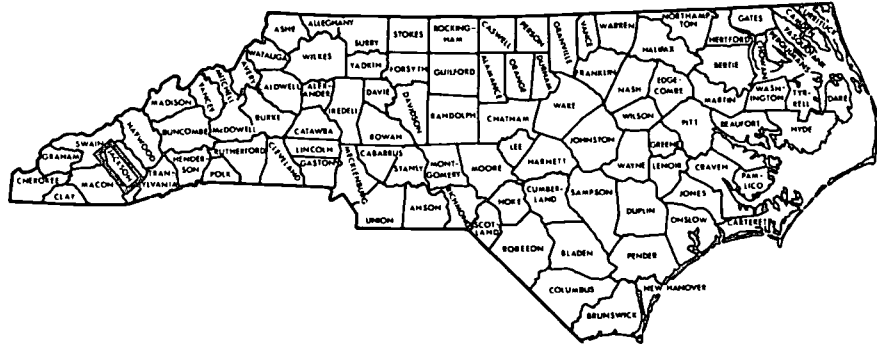 ASHE
ALLEGHANY
SURRY
STOKES
ROCKING-
HAM
CASWELL
PERSON
GRANVILLE
VANCE
WARREN
NORTHAMP
TON
GATES
HERTFORD
HALIFAX
CURRITUCK
PASQUOTANK
PERQUIMANS
WATAUGA
WILKES
YADKIN
FORSYTH
GUILFORD
ALAMANCE
ORANGE
DURHAM
FRANKLIN
BERTIE
CHOWAN
MITCHELL
AVERY
CALDWELL
ALEX-
ANDER
IREDELL
DAVIE
DAVIDSON
RANDOLPH
CHATHAM
WAKE
NASH
EDGE-
COMBE
MARTIN
WASH-
INGTON
TYR-
RELL
DARE
MADISON
YANCEY
BURKE
CATAWBA
ROWAN
WILSON
PITT
BEAUFORT
HYDE
BUNCOMBE
McDOWELL
HAYWOOD
SWAIN
JACKSON
GRAHAM
CHEROKEE
CLAY
MACON
TRAN
SYLVANIA
HENDER-
SON
POLK
RUTHERFORD
CLEVELAND
LINCOLN
GASTON
MECKLENBURG
CABARRUS
STANLY
MONT-
GOMERY
MOORE
LEE
HARNETT
JOHNSTON
WAYNE
GREENE
LENOIR
CRAVEN
PAM-
LICO
UNION
ANSON
RICHMOND
SCOT-
LAND
HOKE
CUMBER-
LAND
SAMPSON
DUPLIN
JONES
ONSLOW
CARTERET
ROBESON
BLADEN
PENDER
COLUMBUS
NEW HANOVER
BRUNSWICK